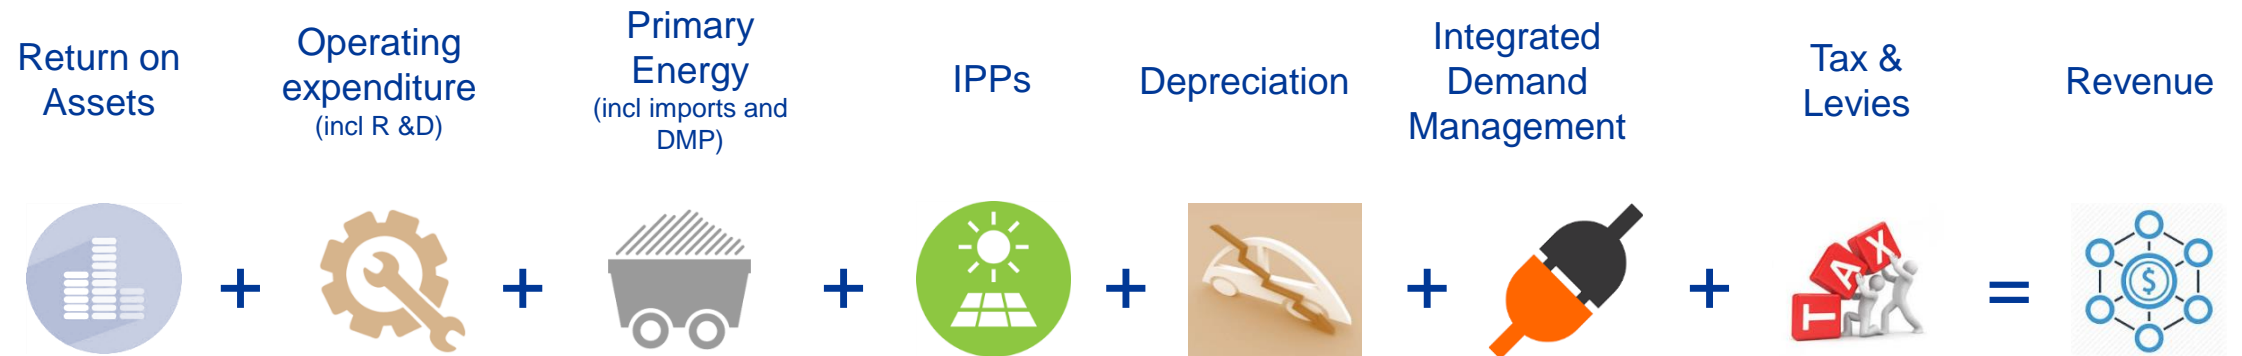 Return on
Assets
Operating
expenditure
(incl R &D)
Primary
Energy
(incl imports and
DMP)
IPPs
Depreciation
Integrated
Demand
Management
Tax &
Levies
Revenue
+
+
+
+
+
+
=
TAX
$